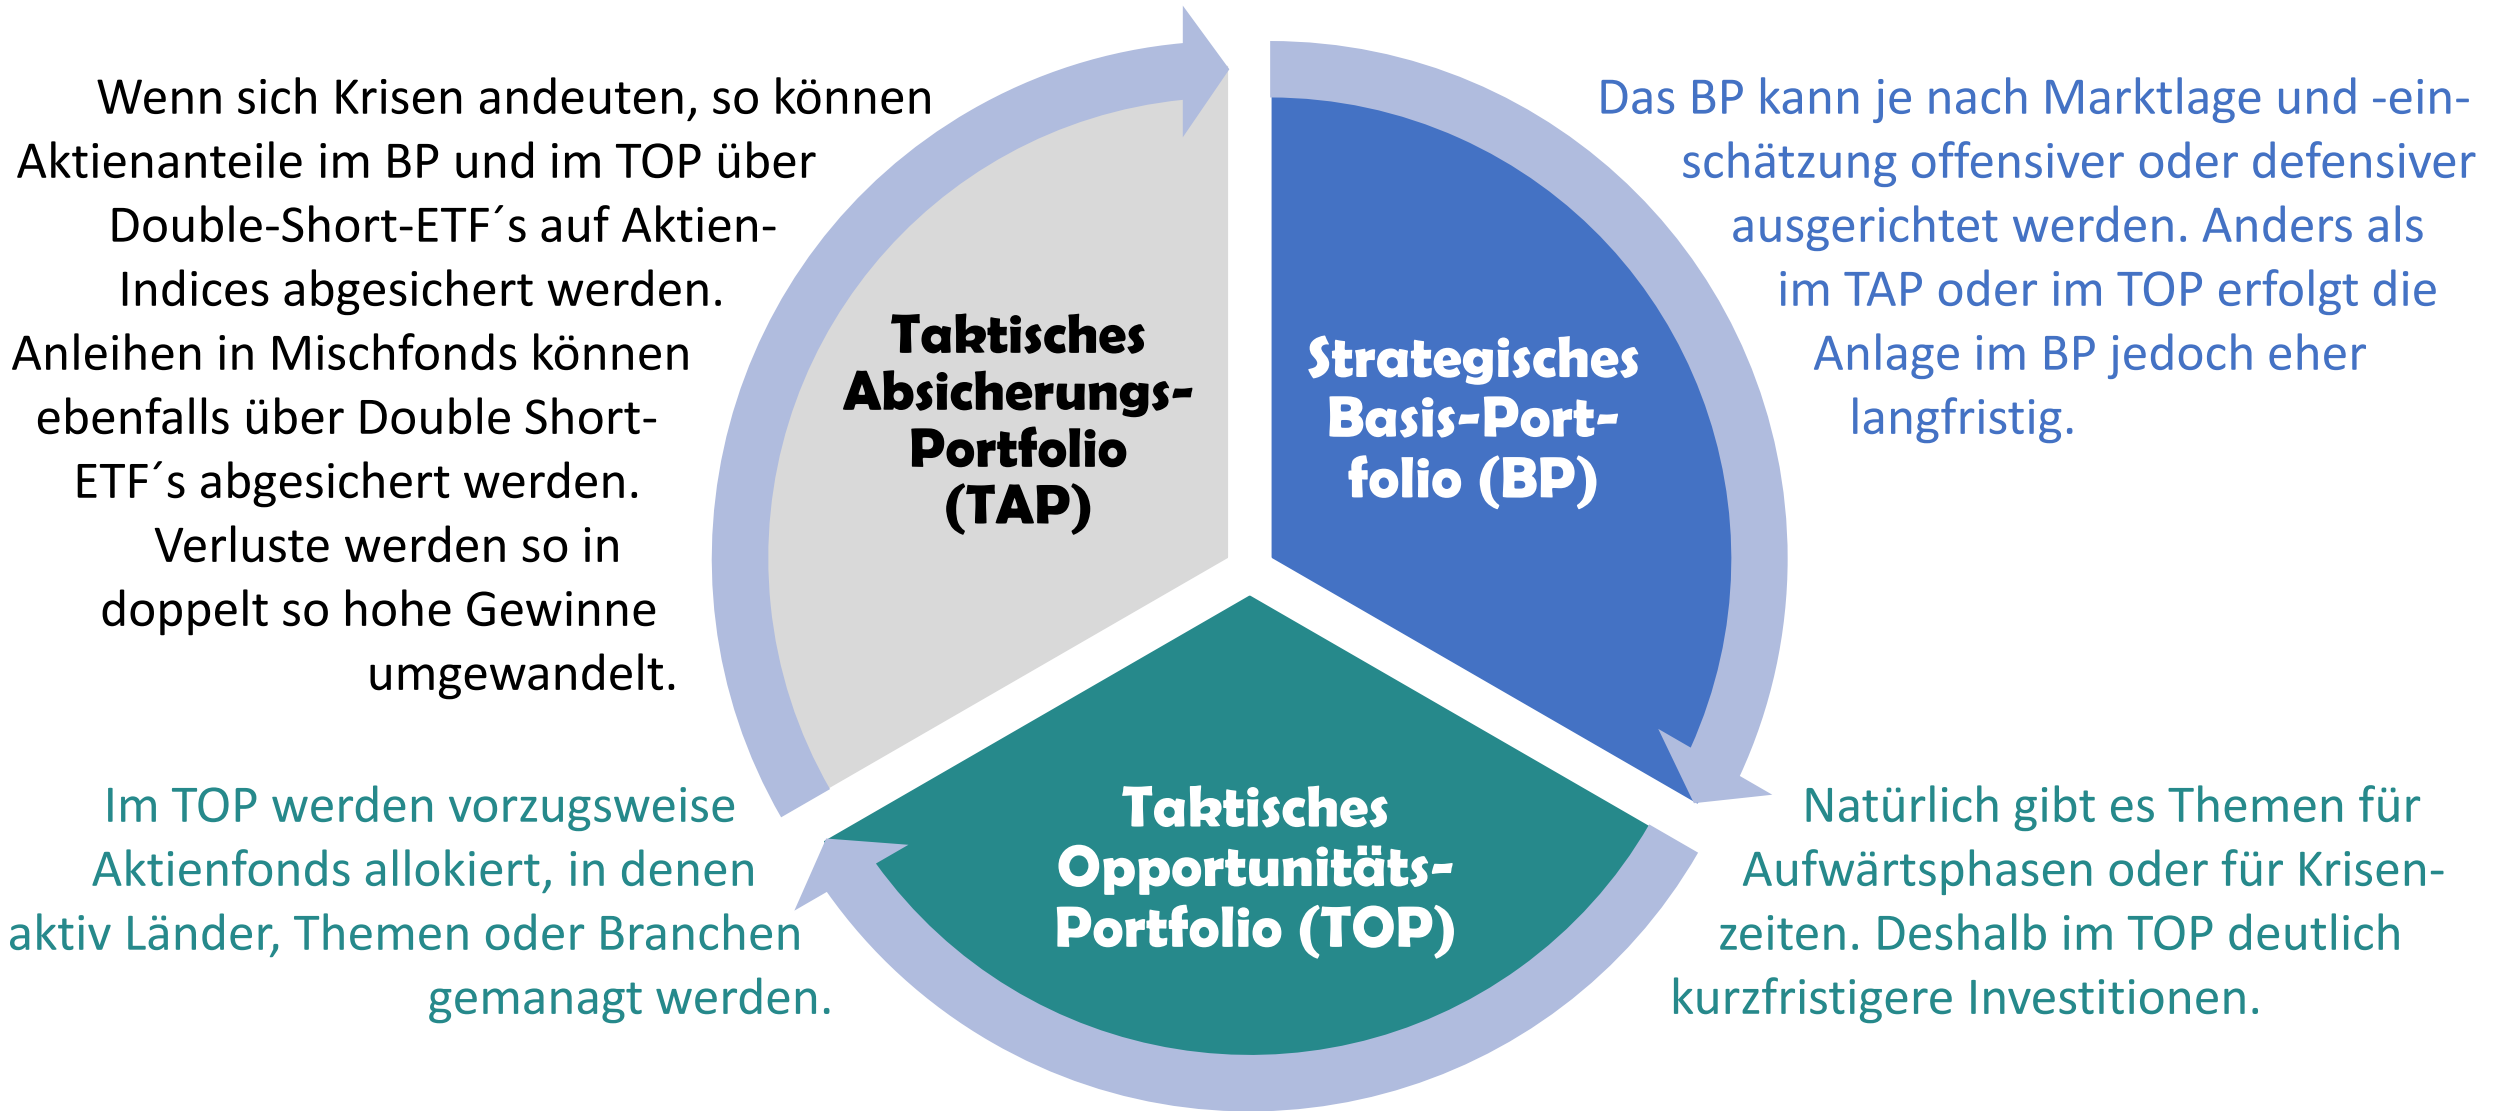 Wenn sich Krisen andeuten, so können
Aktienanamteile im BP und im TOP über
Double-Short-ETF´s auf Aktien-
Indices abgesichert werden.
Anleihen in Mischfonds können
ebenfalls über Double Short-
ETF´s abgesichert werden.
Verluste werden so in
doppelt so hohe Gewinne
umgewandelt.
Taktisches
Absicherungs-
Portfolio
(TAP)
Strategisches
Basis-Port-
folio (BP)
Das BP kann je nach Marktlage und -ein-
schätzung offensiver oder defensiver
ausgerichtet werden. Anders als
im TAP oder im TOP erfolgt die
Anlage im BP jedoch eher
langfristig.
Im TOP werden vorzugsweise
Aktienfonds allokiert, in denen
aktiv Länder, Themen oder Branchen
gemanagt werden.
Taktisches
Opportunitäts-
Portfolio (TOP)
Natürlich gibt es Themen für
Aufwärtsphasen oder für Krisen-
zeiten. Deshalb im TOP deutlich
kurzfristigere Investitionen.